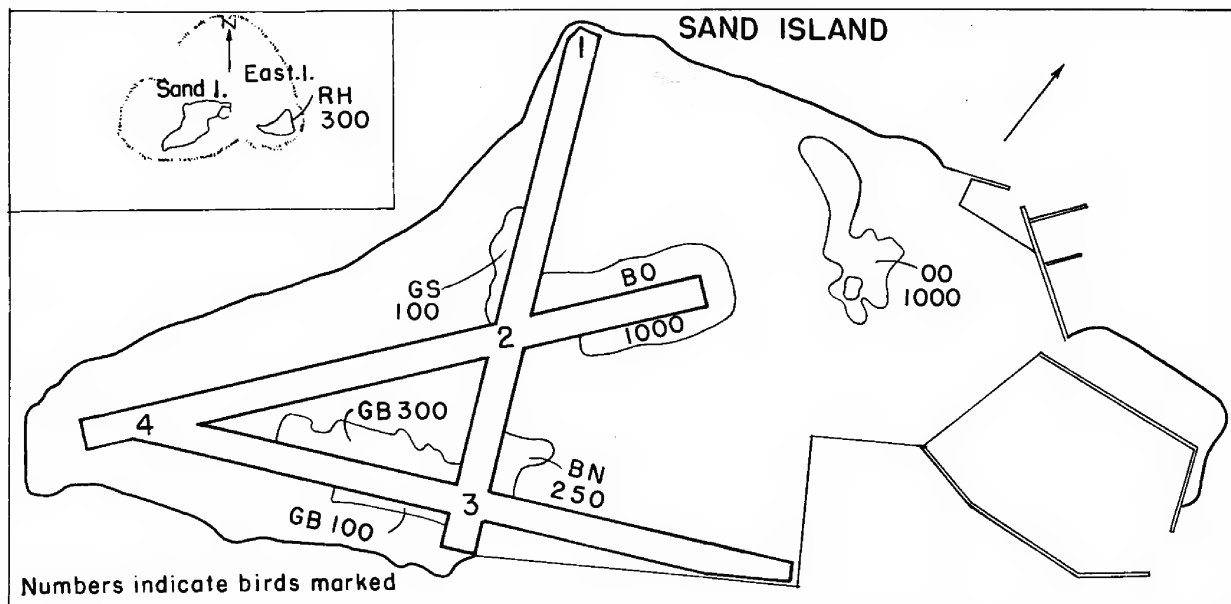 SAND ISLAND
N
East. I.
Sand I.
RH
300
1
GS
100
BO
1000
OO
1000
2
GB 300
4
BN
250
3
GB 100
Numbers indicate birds marked